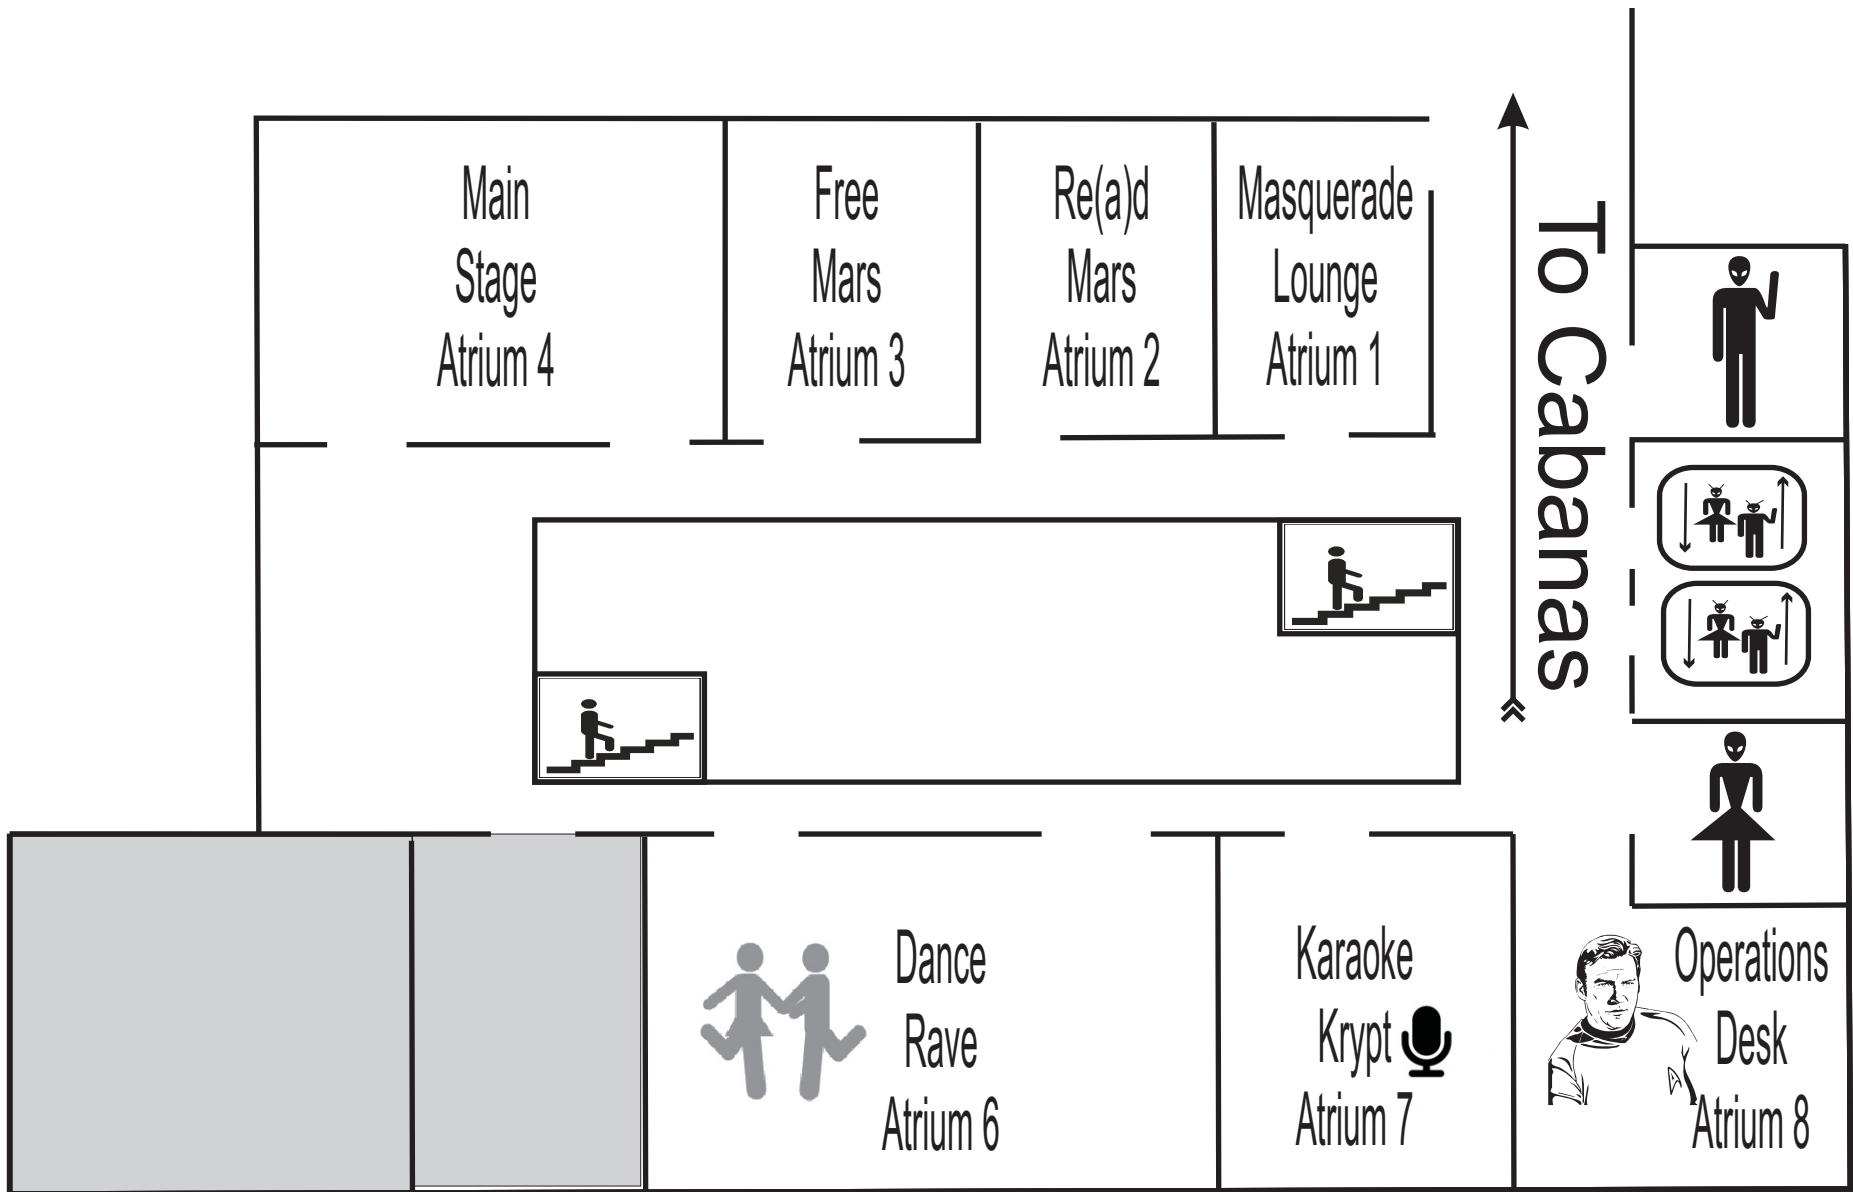 Main
Stage
Atrium 4
Free
Mars
Atrium 3
Re(a)d
Mars
Atrium 2
Masquerade
Lounge
Atrium 1
To Cabanas
Dance
Rave
Atrium 6
Karaoke
Krypt
Atrium 7
Operations
Desk
Atrium 8